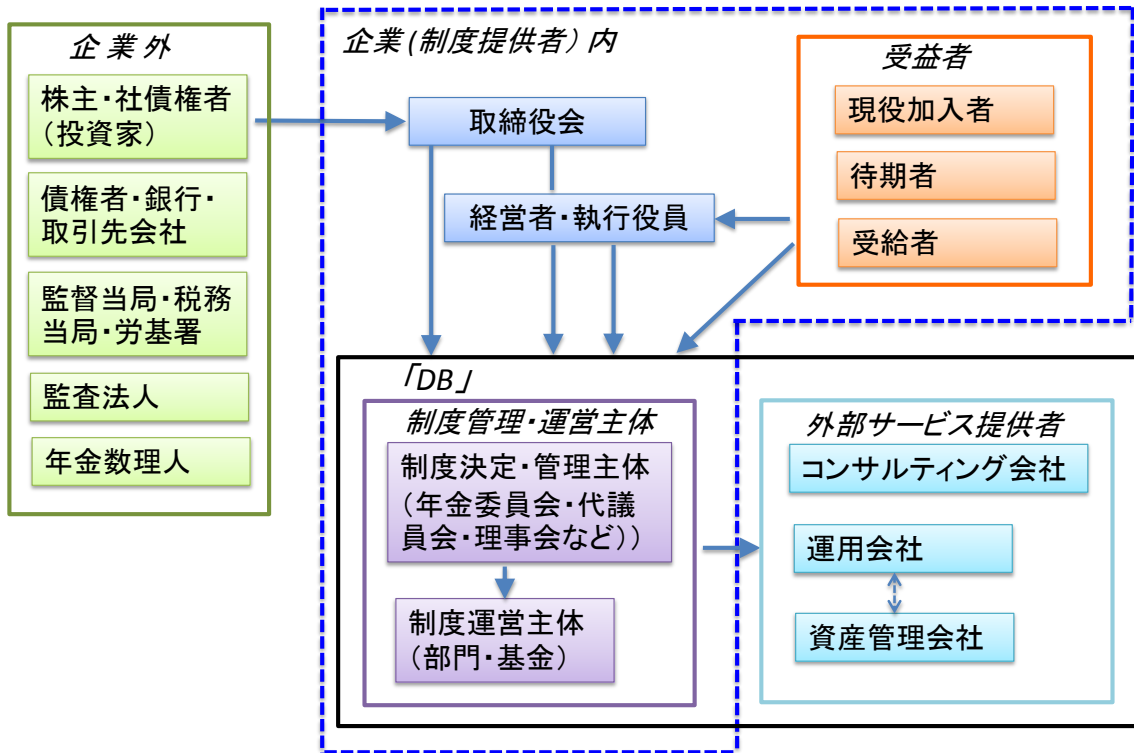 企業外
株主・社債権者
（投資家）
債権者・銀行・
取引先会社
監督当局・税務
当局・労基署
監査法人
年金数理人
企業(制度提供者）内
取締役会
経営者・執行役員
受益者
現役加入者
待期者
受給者
「DB」
制度管理・運営主体
制度決定・管理主体
（年金委員会・代議
員会・理事会など））
制度運営主体
（部門・基金）
外部サービス提供者
コンサルティング会社
運用会社
資産管理会社